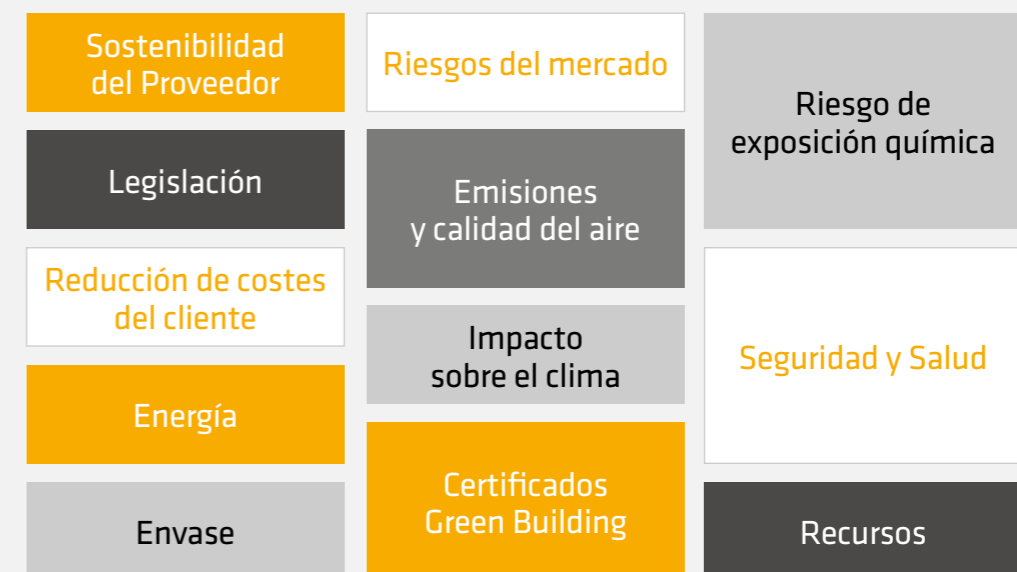 Sostenibilidad
del Proveedor
Legislación
Reducción de costes
del cliente
Energía
Envase
Riesgos del mercado
Emisiones
y calidad del aire
Impacto
sobre el clima
Certificados
Green Building
Riesgo de
exposición química
Seguridad y Salud
Recursos